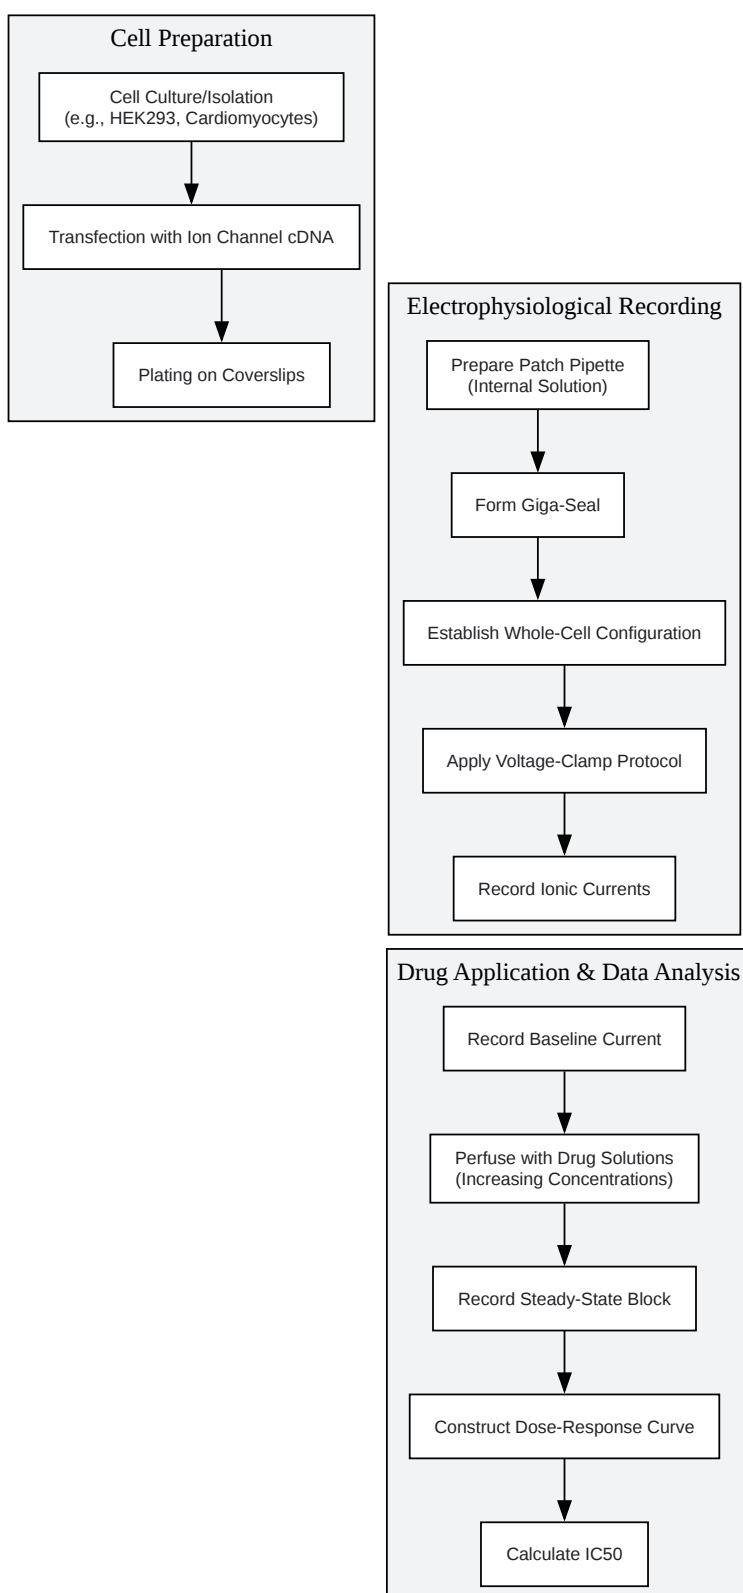 Cell Preparation
Cell Culture/Isolation
(e.g., HEK293, Cardiomyocytes)
Transfection with Ion Channel cDNA
Plating on Coverslips
Electrophysiological Recording
Prepare Patch Pipette
(Internal Solution)
Form Giga-Seal
Establish Whole-Cell Configuration
Apply Voltage-Clamp Protocol
Record Ionic Currents
Drug Application & Data Analysis
Record Baseline Current
Perfuse with Drug Solutions
(Increasing Concentrations)
Record Steady-State Block
Construct Dose-Response Curve
Calculate IC50